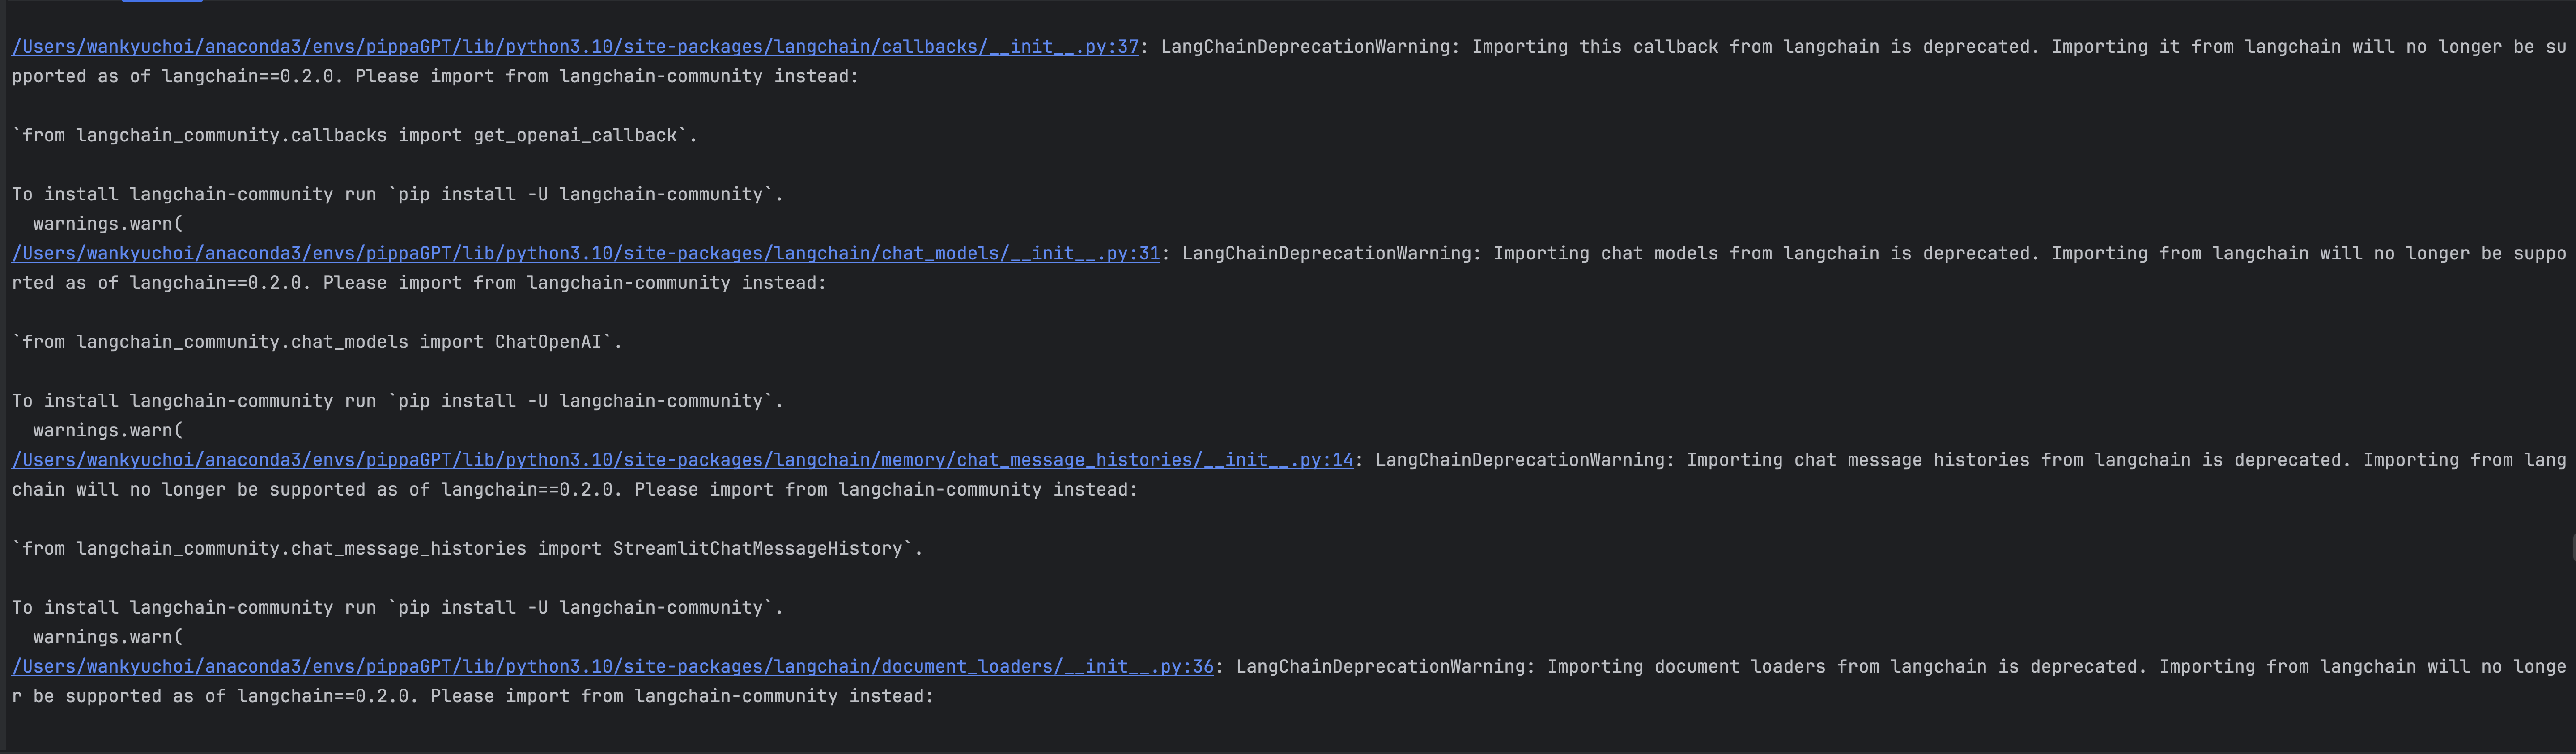 /Users/wankyuchoi/anaconda3/envs/pippaGPT/lib/python3.10/site-packages/langchain/callbacks/__init__.py:37: LangChainDeprecationWarning: Importing this callback from langchain is deprecated. Importing it from langchain will no longer be su
pported as of langchain==0.2.0. Please import from langchain-community instead:
`from langchain_community.callbacks import get_openai_callback`.
To install langchain-community run `pip install -U langchain-community`.
  warnings.warn(
/Users/wankyuchoi/anaconda3/envs/pippaGPT/lib/python3.10/site-packages/langchain/chat_models/__init__.py:31: LangChainDeprecationWarning: Importing chat models from langchain is deprecated. Importing from langchain will no longer be suppo
rted as of langchain==0.2.0. Please import from langchain-community instead:
`from langchain_community.chat_models import ChatOpenAI`.
To install langchain-community run `pip install -U langchain-community`.
  warnings.warn(
/Users/wankyuchoi/anaconda3/envs/pippaGPT/lib/python3.10/site-packages/langchain/memory/chat_message_histories/__init__.py:14: LangChainDeprecationWarning: Importing chat message histories from langchain is deprecated. Importing from lang
chain will no longer be supported as of langchain==0.2.0. Please import from langchain-community instead:
`from langchain_community.chat_message_histories import StreamlitChatMessageHistory`.
To install langchain-community run `pip install -U langchain-community`.
  warnings.warn(
/Users/wankyuchoi/anaconda3/envs/pippaGPT/lib/python3.10/site-packages/langchain/document_loaders/__init__.py:36: LangChainDeprecationWarning: Importing document loaders from langchain is deprecated. Importing from langchain will no longe
r be supported as of langchain==0.2.0. Please import from langchain-community instead: